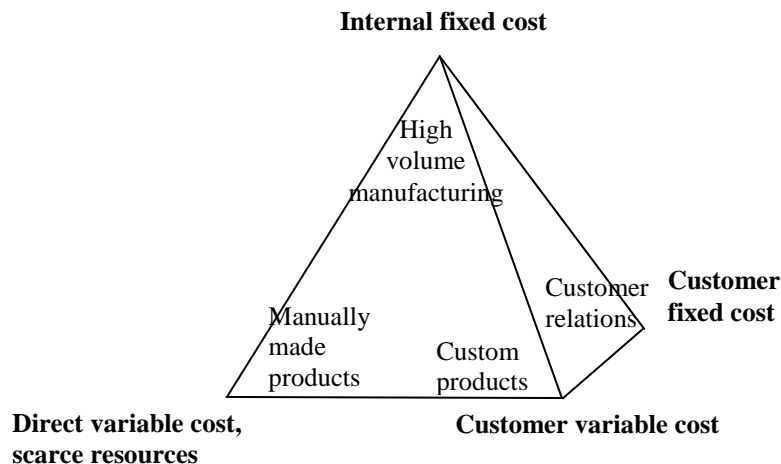 Internal fixed cost
High
volume
manufacturing
Customer
relations
Customer
fixed cost
Manually
made
products
Custom
products
Direct variable cost,
scarce resources
Customer variable cost